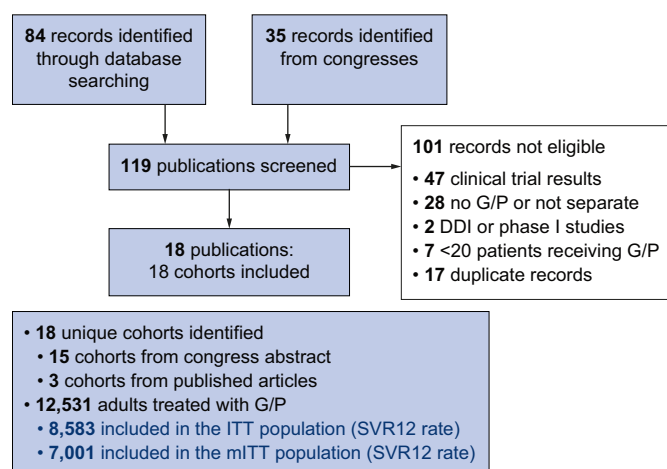 84 records identified
through database
searching
35 records identified
from congresses
119 publications screened
101 records not eligible
• 47 clinical trial results
• 28 no G/P or not separate
• 2 DDI or phase I studies
• 7 <20 patients receiving G/P
• 17 duplicate records
18 publications:
18 cohorts included
• 18 unique cohorts identified
• 15 cohorts from congress abstract
• 3 cohorts from published articles
• 12,531 adults treated with G/P
• 8,583 included in the ITT population (SVR12 rate)
• 7,001 included in the mITT population (SVR12 rate)